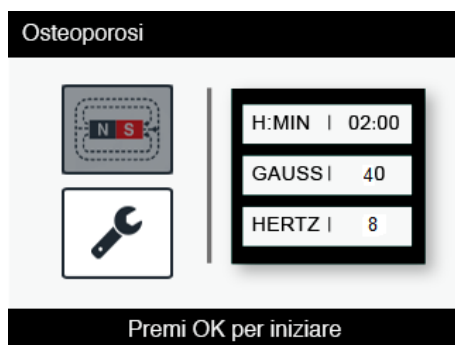 Osteoporosi
N S
H:MIN | 02:00
GAUSS | 40
HERTZ | 8
Premi OK per iniziare